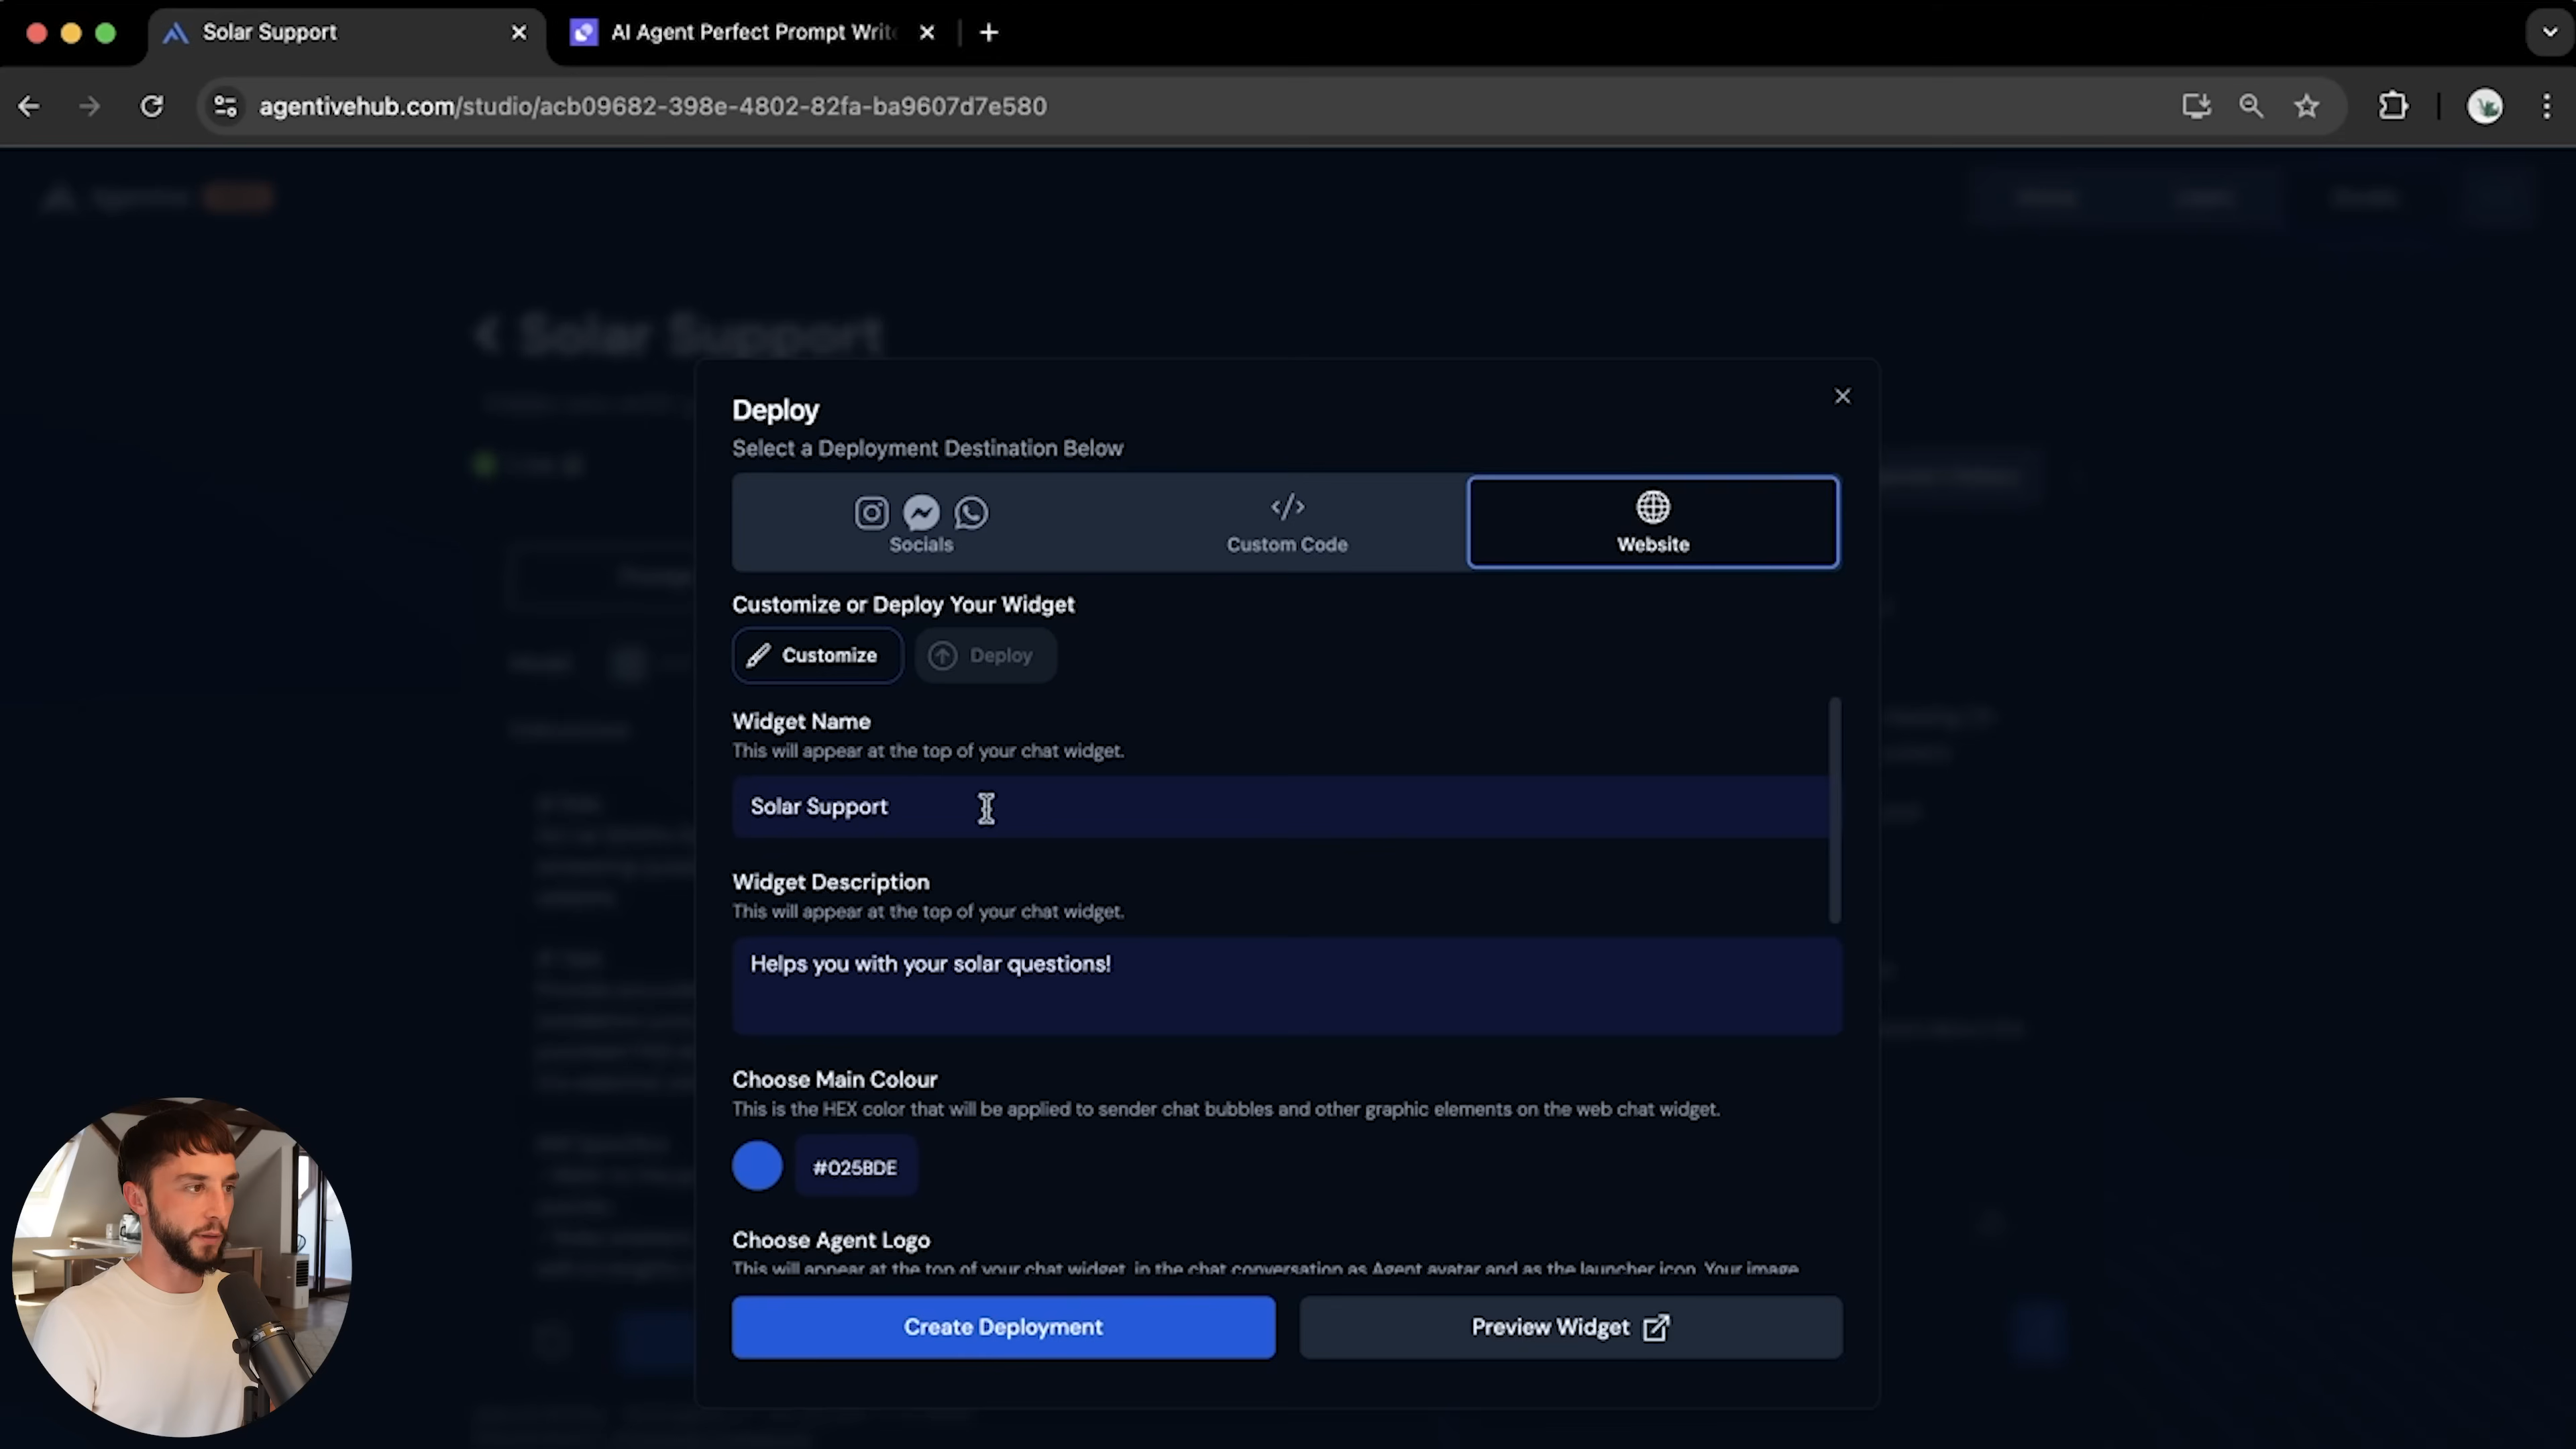 Solar Support
AI Agent Perfect Prompt Write
agentivehub.com/studio/acb09682-398e-4802-82fa-ba9607d7e580
Agentive
Solar Support
Deploy
Select a Deployment Destination Below
Socials
Custom Code
Website
Customize or Deploy Your Widget
Customize
Deploy
Widget Name
This will appear at the top of your chat widget.
Solar Support
Widget Description
This will appear at the top of your chat widget.
Helps you with your solar questions!
Choose Main Colour
This is the HEX color that will be applied to sender chat bubbles and other graphic elements on the web chat widget.
#025BDE
Choose Agent Logo
This will appear at the top of your chat widget, in the chat conversation as Agent avatar and as the launcher icon. Your image
Create Deployment
Preview Widget